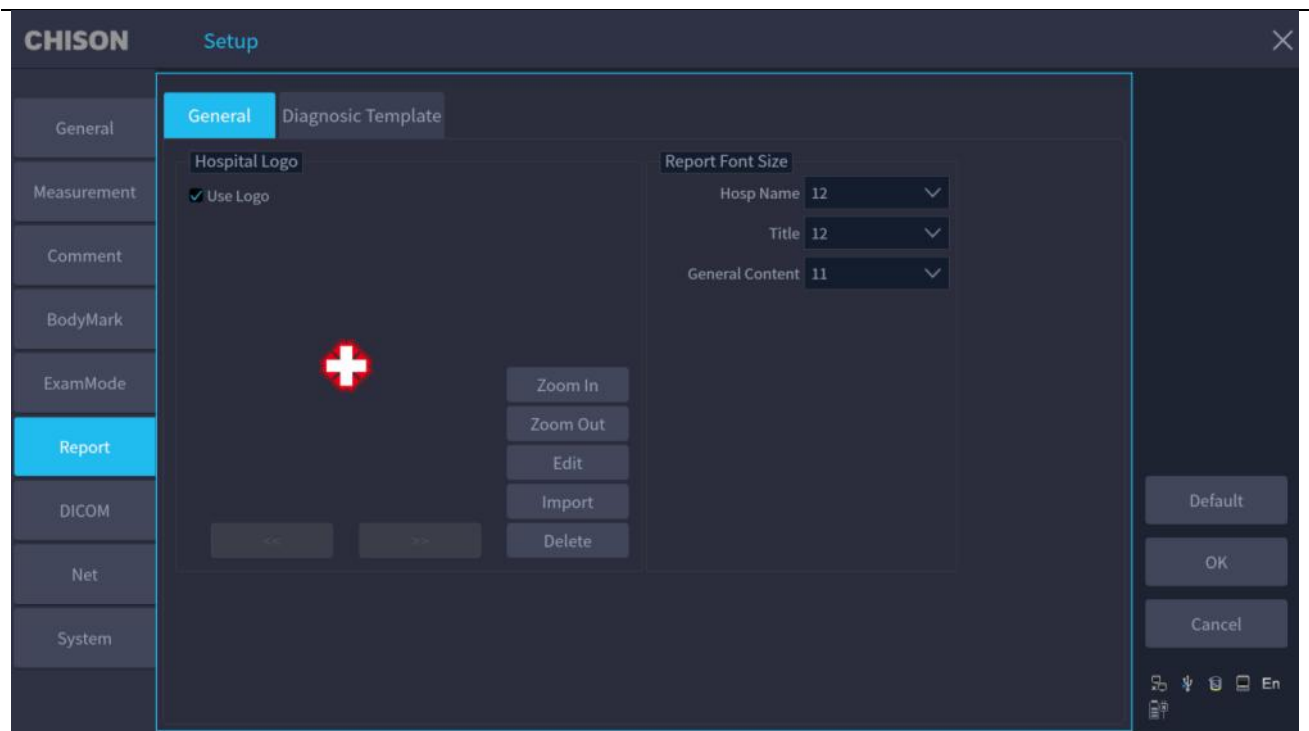 CHISON Setup
General
Measurement
Comment
BodyMark
ExamMode
Report
DICOM
Net
System
General Diagnosic Template
Hospital Logo
Use Logo
Zoom In
Zoom Out
Edit
Import
Delete
<< >>
Report Font Size
Hosp Name 12
Title 12
General Content 11
Default
OK
Cancel
En